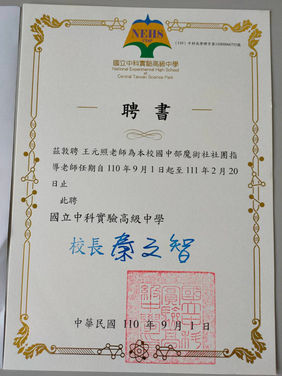 NEHS
CTSP
國立中科實驗高級中學
National Experimental High School
at
Central Taiwan Science Park
聘書
茲敦聘 王元照老師為本校國中部魔術社社團指
導老師任期自110年9月1日起至111年2月20
日止
此聘
國立中科實驗高級中學
校長 秦文智
中華民國 110 年 9 月 1 日